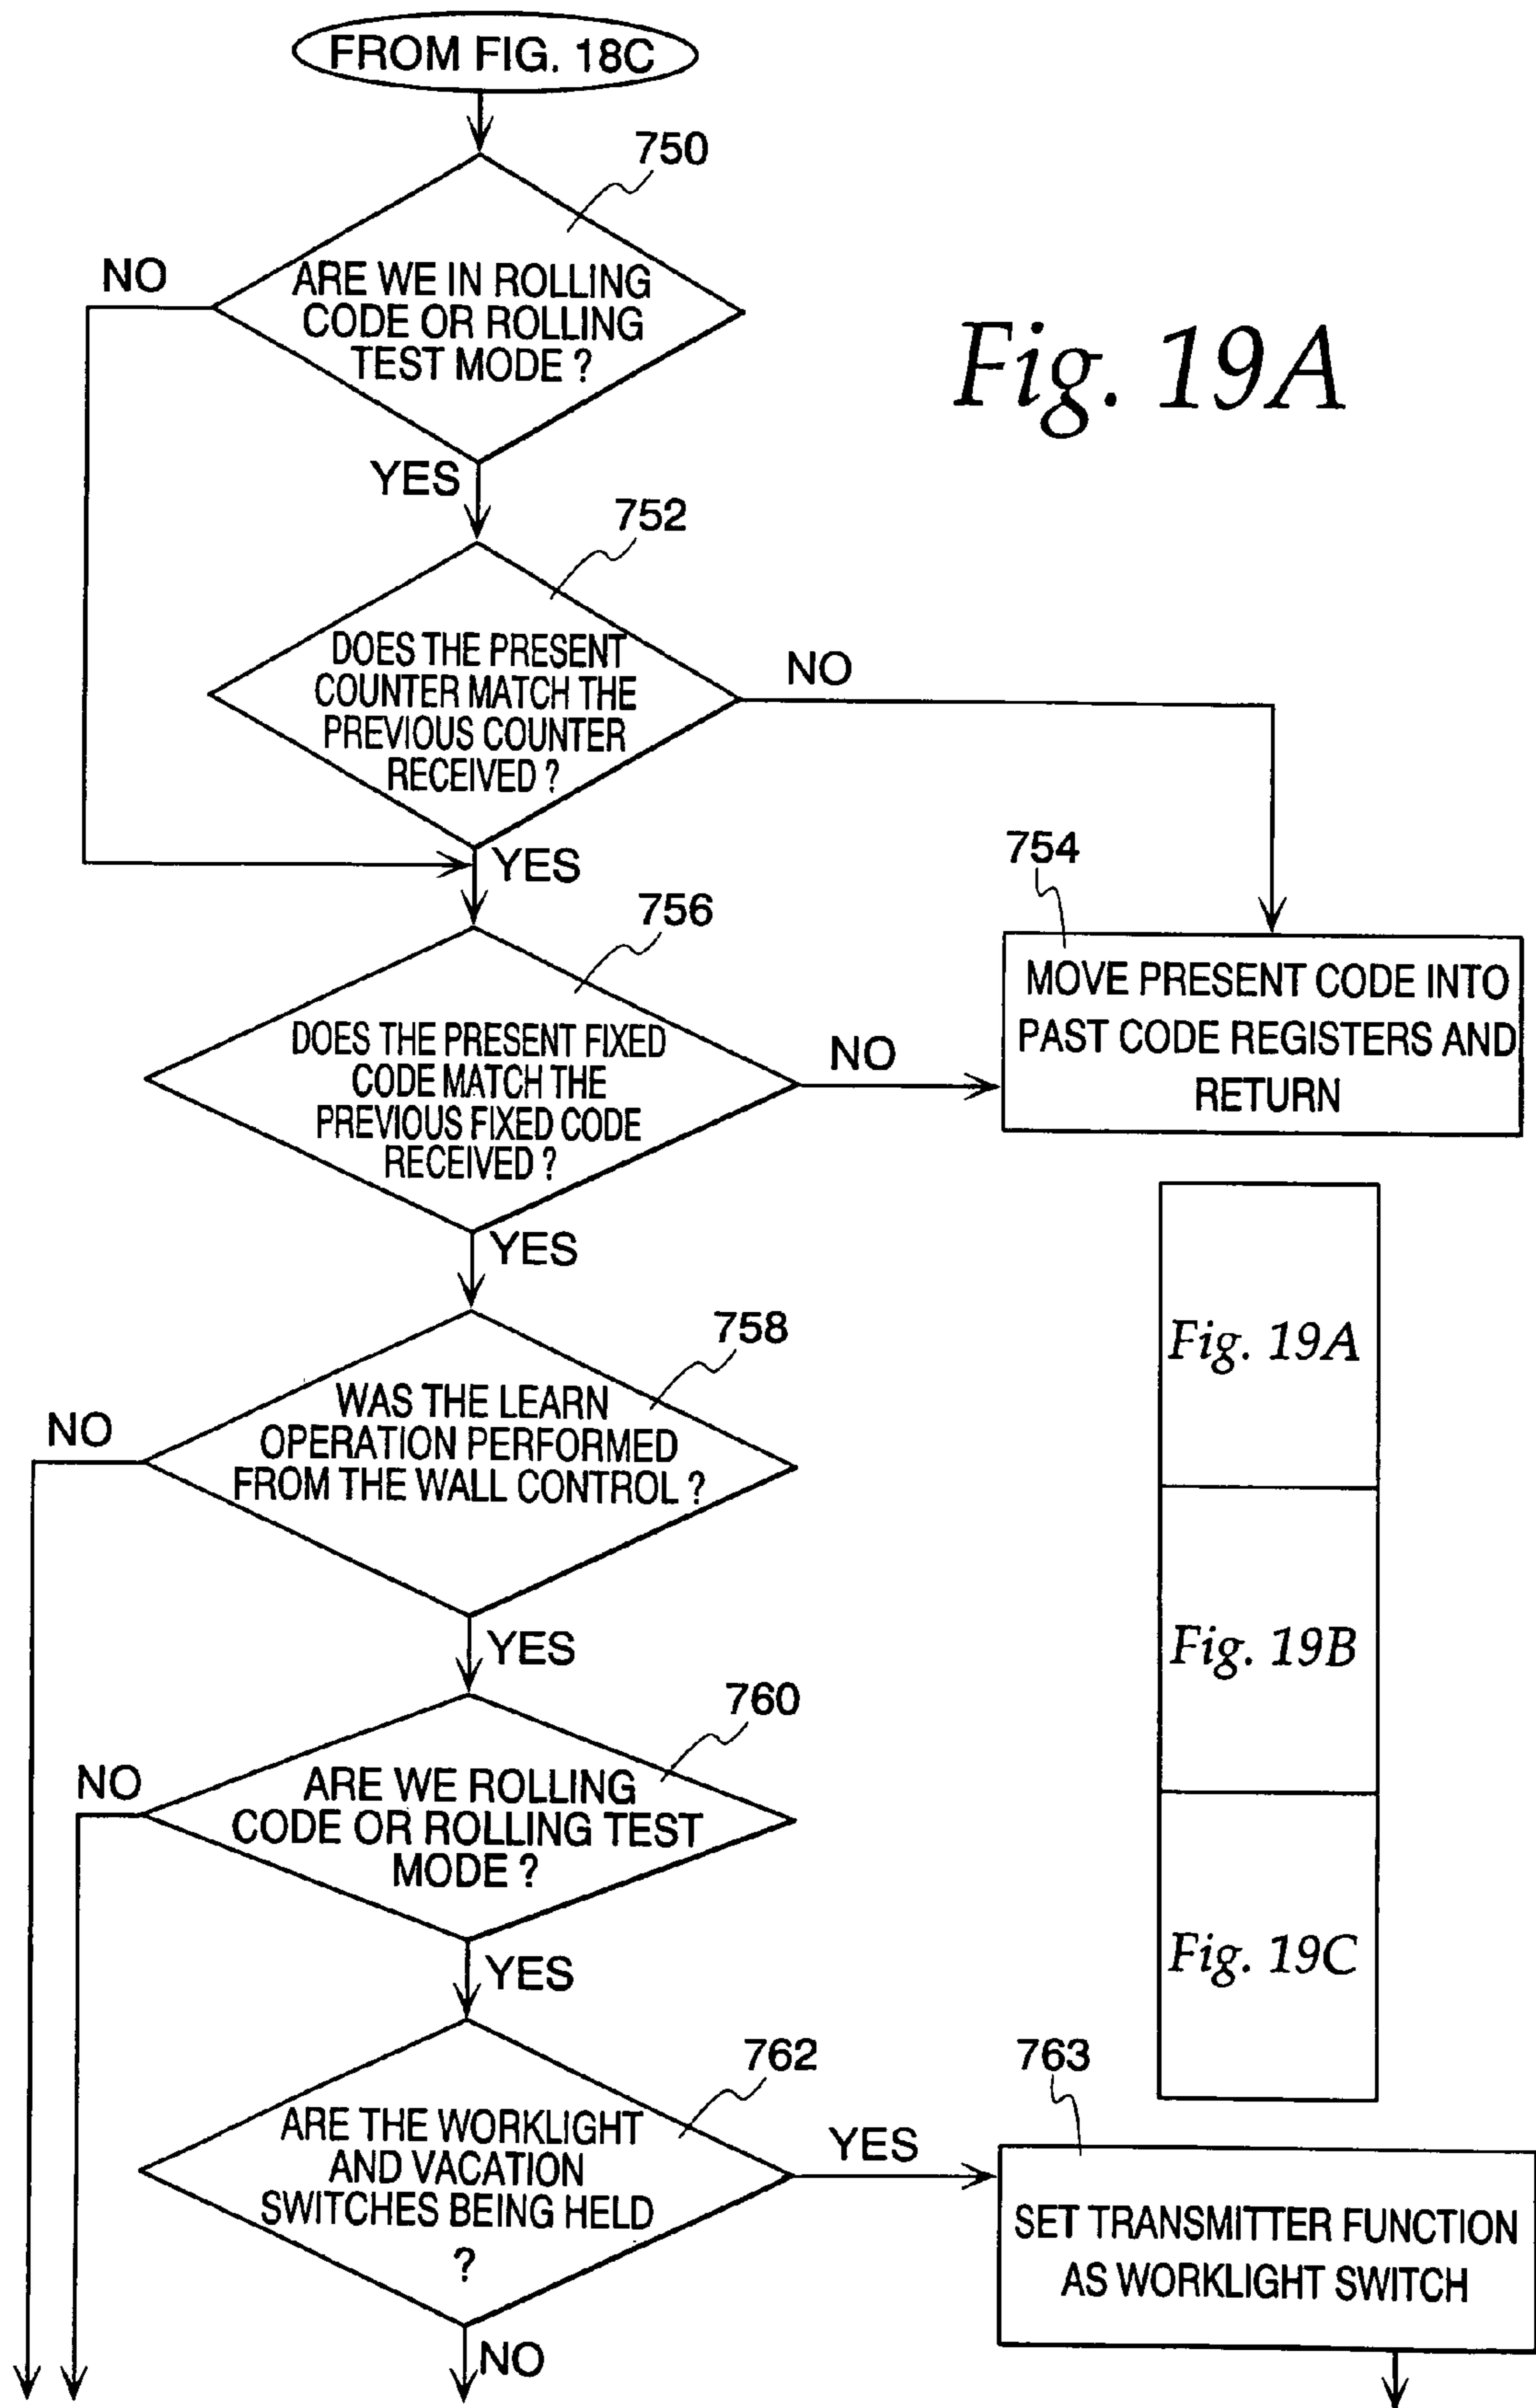 FROM FIG. 18C
750
NO
ARE WE IN ROLLING
CODE OR ROLLING
TEST MODE ?
Fig. 19A
YES
752
DOES THE PRESENT
COUNTER MATCH THE
PREVIOUS COUNTER
RECEIVED ?
NO
YES
754
MOVE PRESENT CODE INTO
PAST CODE REGISTERS AND
RETURN
756
DOES THE PRESENT FIXED
CODE MATCH THE
PREVIOUS FIXED CODE
RECEIVED ?
NO
YES
758
NO
WAS THE LEARN
OPERATION PERFORMED
FROM THE WALL CONTROL ?
YES
Fig. 19A
Fig. 19B
Fig. 19C
760
NO
ARE WE ROLLING
CODE OR ROLLING TEST
MODE ?
YES
762
ARE THE WORKLIGHT
AND VACATION
SWITCHES BEING HELD
?
YES
NO
763
SET TRANSMITTER FUNCTION
AS WORKLIGHT SWITCH